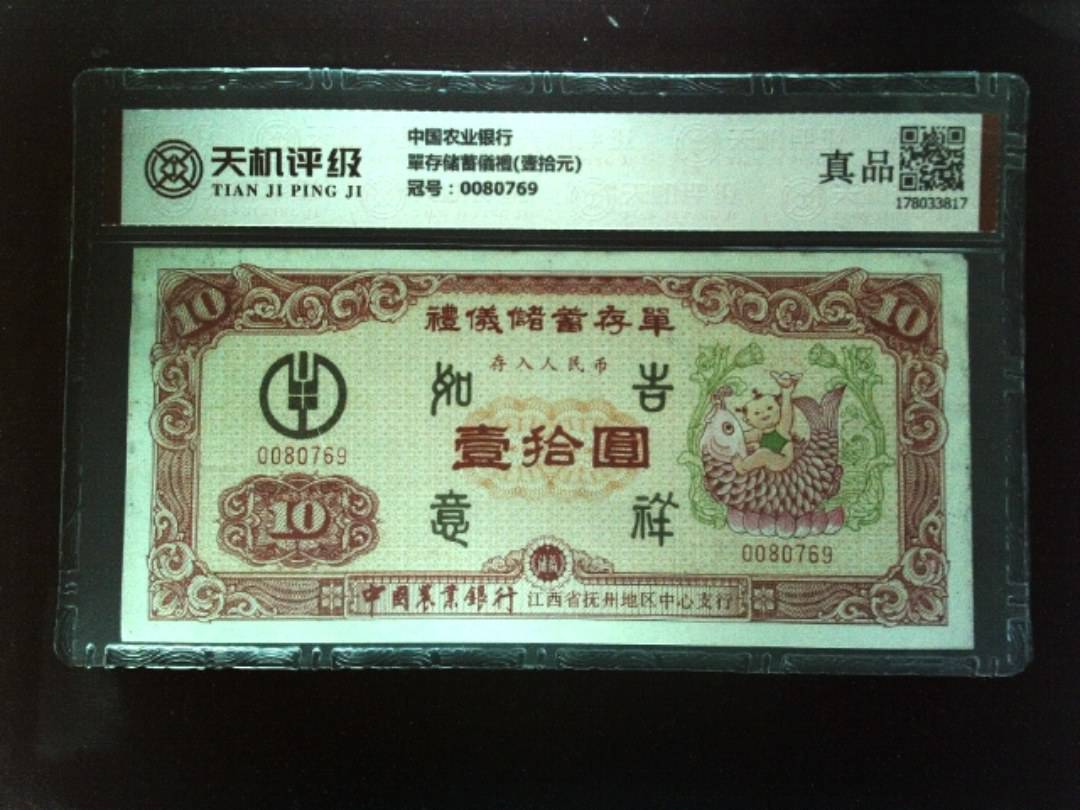 天机评级
TIAN JI PING JI
中国农业银行
單存储蓄儀禮(壹拾元)
冠号：0080769
真品
178033817
10
10
禮儀儲蓄存單
存入人民币
如意
吉祥
壹拾圓
0080769
10
0080769
中國農業銀行 江西省抚州地区中心支行